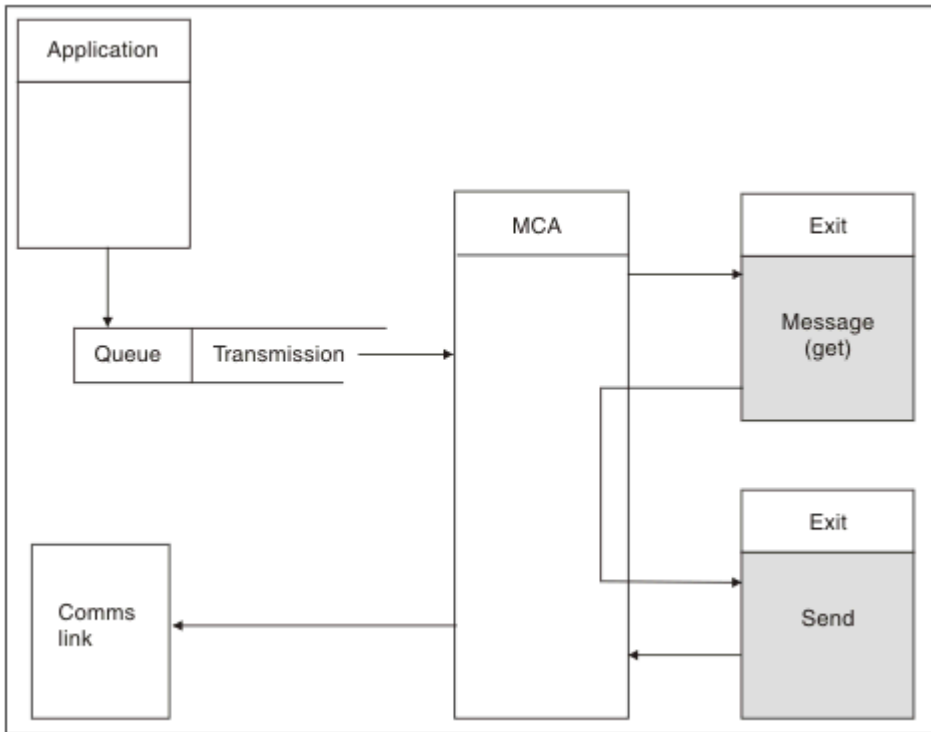 Application
MCA
Exit
Message
(get)
Queue
Transmission
Exit
Send
Comms
link